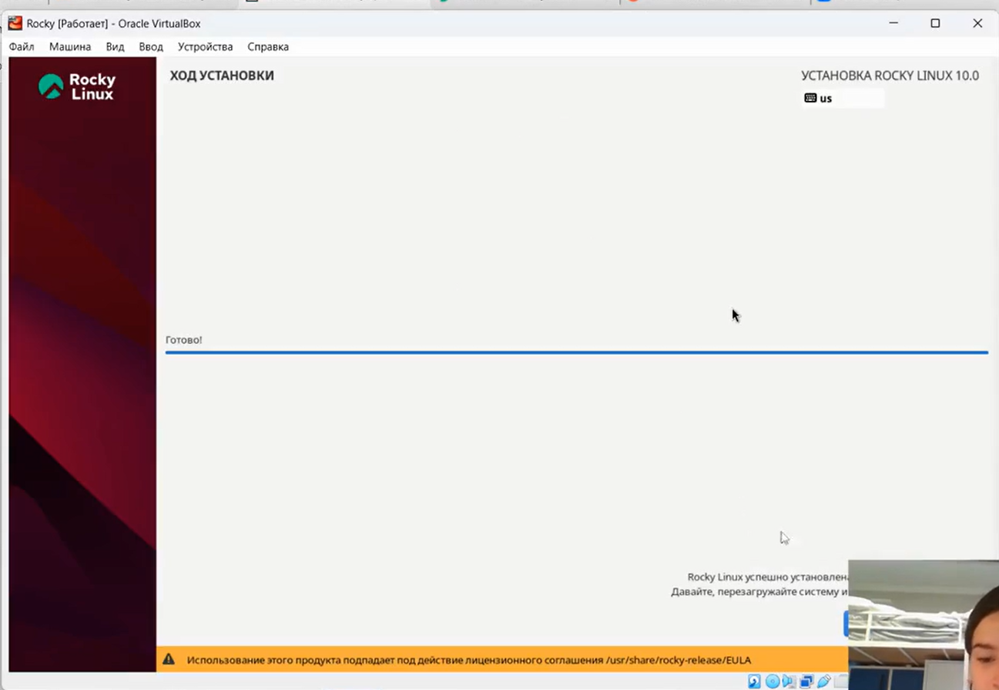 Rocky [Работает] - Oracle VirtualBox
Файл Машина Вид Ввод Устройства Справка
Rocky
Linux
ХОД УСТАНОВКИ
УСТАНОВКА ROCKY LINUX 10.0
us
Готово!
Rocky Linux успешно установлена
Давайте, перезагружайте систему и
Использование этого продукта подпадает под действие лицензионного соглашения /usr/share/rocky-release/EULA